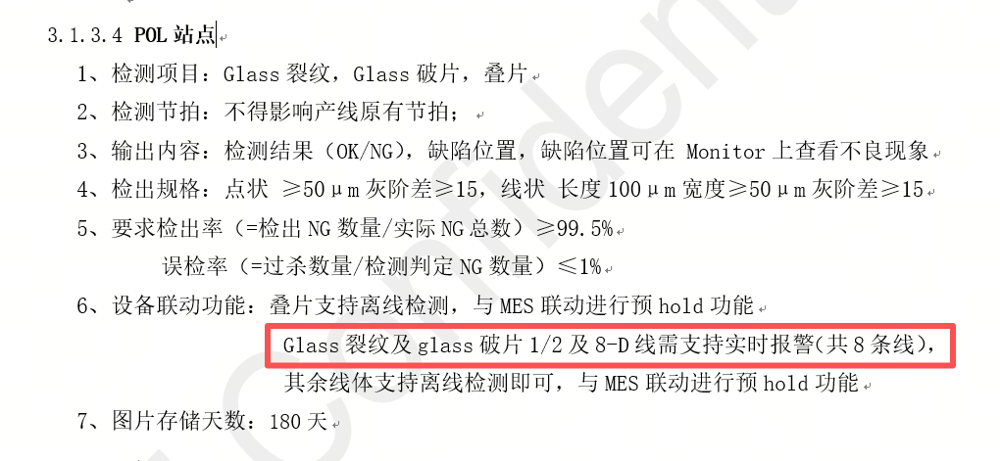 3.1.3.4 POL 站点
1、检测项目：Glass 裂纹，Glass 破片，叠片
2、检测节拍：不得影响产线原有节拍；
3、输出内容：检测结果（OK/NG），缺陷位置，缺陷位置可在 Monitor 上查看不良现象
4、检出规格：点状 ≥50μm 灰阶差≥15，线状 长度 100μm 宽度≥50μm 灰阶差≥15
5、要求检出率（=检出 NG 数量/实际 NG 总数）≥99.5%
误检率（=过杀数量/检测判定 NG 数量）≤1%
6、设备联动功能：叠片支持离线检测，与 MES 联动进行预 hold 功能
Glass 裂纹及 glass 破片 1/2 及 8-D 线需支持实时报警(共 8 条线)，
其余线体支持离线检测即可，与 MES 联动进行预 hold 功能
7、图片存储天数：180 天